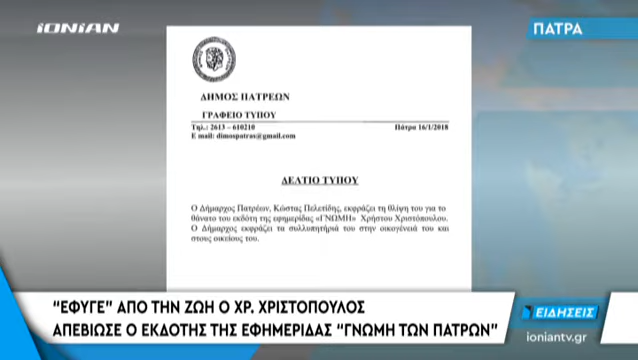 IONIAN
ΠΑΤΡΑ
ΔΗΜΟΣ ΠΑΤΡΕΩΝ
ΓΡΑΦΕΙΟ ΤΥΠΟΥ
Τηλ.: 2613 – 610210 Πάτρα 16/1/2018
E mail: dimospatras@gmail.com
ΔΕΛΤΙΟ ΤΥΠΟΥ
Ο Δήμαρχος Πατρέων, Κώστας Πελετίδης, εκφράζει τη θλίψη του για το
θάνατο του εκδότη της εφημερίδας «ΓΝΩΜΗ» Χρήστου Χριστόπουλου.
Ο Δήμαρχος εκφράζει τα συλλυπητήριά του στην οικογένειά του και
στους οικείους του.
“ΕΦΥΓΕ” ΑΠΟ ΤΗΝ ΖΩΗ Ο ΧΡ. ΧΡΙΣΤΟΠΟΥΛΟΣ
ΑΠΕΒΙΩΣΕ Ο ΕΚΔΟΤΗΣ ΤΗΣ ΕΦΗΜΕΡΙΔΑΣ “ΓΝΩΜΗ ΤΩΝ ΠΑΤΡΩΝ”
ΕΙΔΗΣΕΙΣ
ioniantv.gr